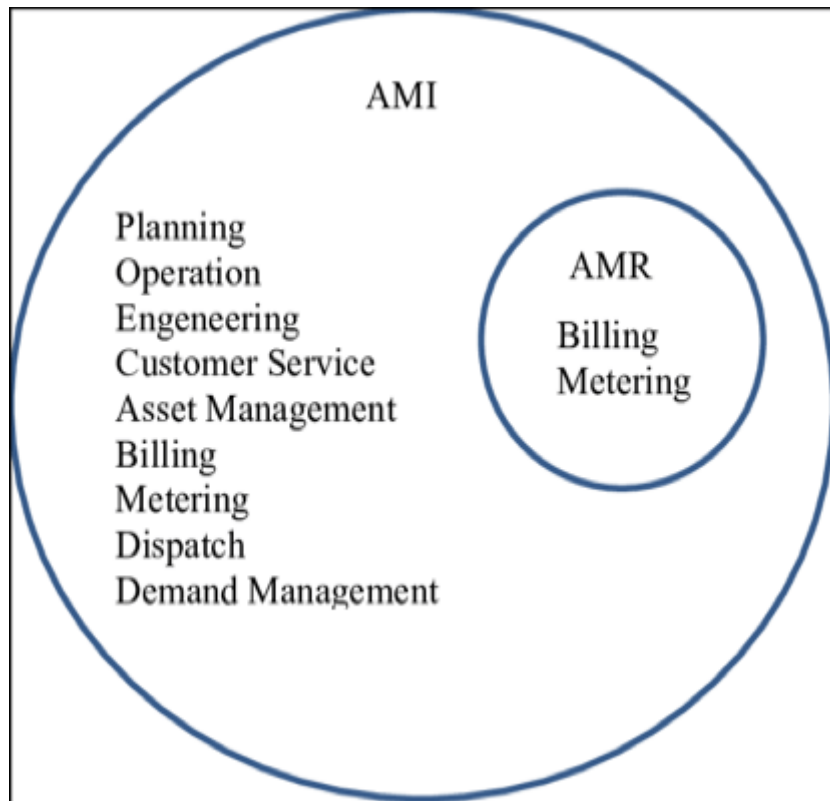 AMI
Planning
Operation
Engeneering
Customer Service
Asset Management
Billing
Metering
Dispatch
Demand Management
AMR
Billing
Metering